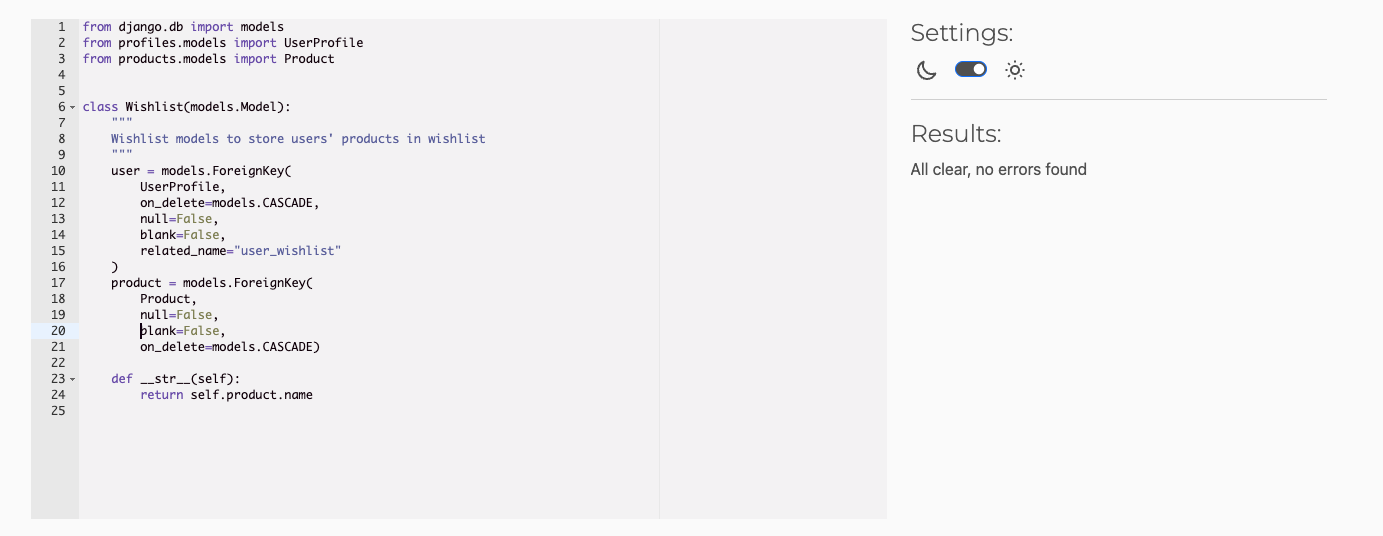 1 from django.db import models
2 from profiles.models import UserProfile
3 from products.models import Product
4
5
6 class Wishlist(models.Model):
7     """
8     Wishlist models to store users' products in wishlist
9     """
10     user = models.ForeignKey(
11         UserProfile,
12         on_delete=models.CASCADE,
13         null=False,
14         blank=False,
15         related_name="user_wishlist"
16     )
17     product = models.ForeignKey(
18         Product,
19         null=False,
20         blank=False,
21         on_delete=models.CASCADE)
22
23     def __str__(self):
24         return self.product.name
25
Settings:
Results:
All clear, no errors found